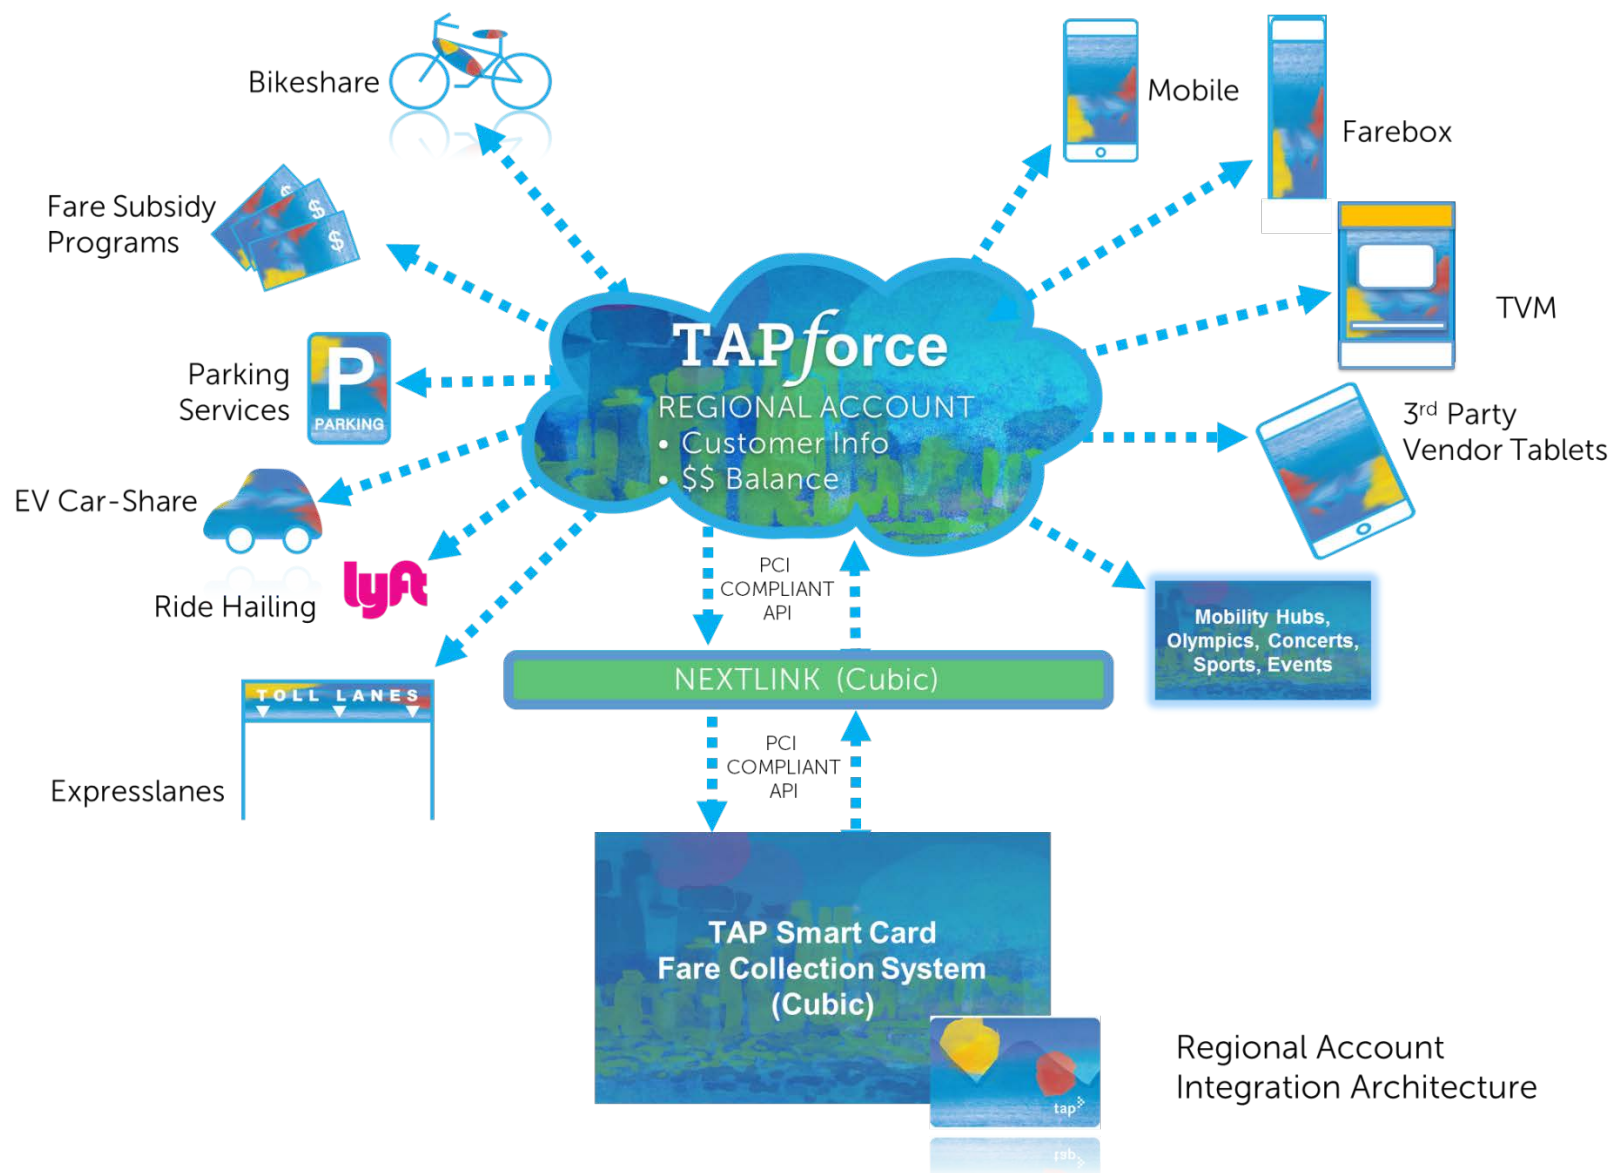 Bikeshare
Mobile
Farebox
Fare Subsidy
Programs
$
$
$
TVM
TAPforce
REGIONAL ACCOUNT
• Customer Info
• $$ Balance
Parking
Services
P
PARKING
3rd Party
Vendor Tablets
EV Car-Share
Ride Hailing
lyft
PCI
COMPLIANT
API
Mobility Hubs,
Olympics, Concerts,
Sports, Events
NEXTLINK (Cubic)
TOLL LANES
Expresslanes
PCI
COMPLIANT
API
TAP Smart Card
Fare Collection System
(Cubic)
tap
Regional Account
Integration Architecture